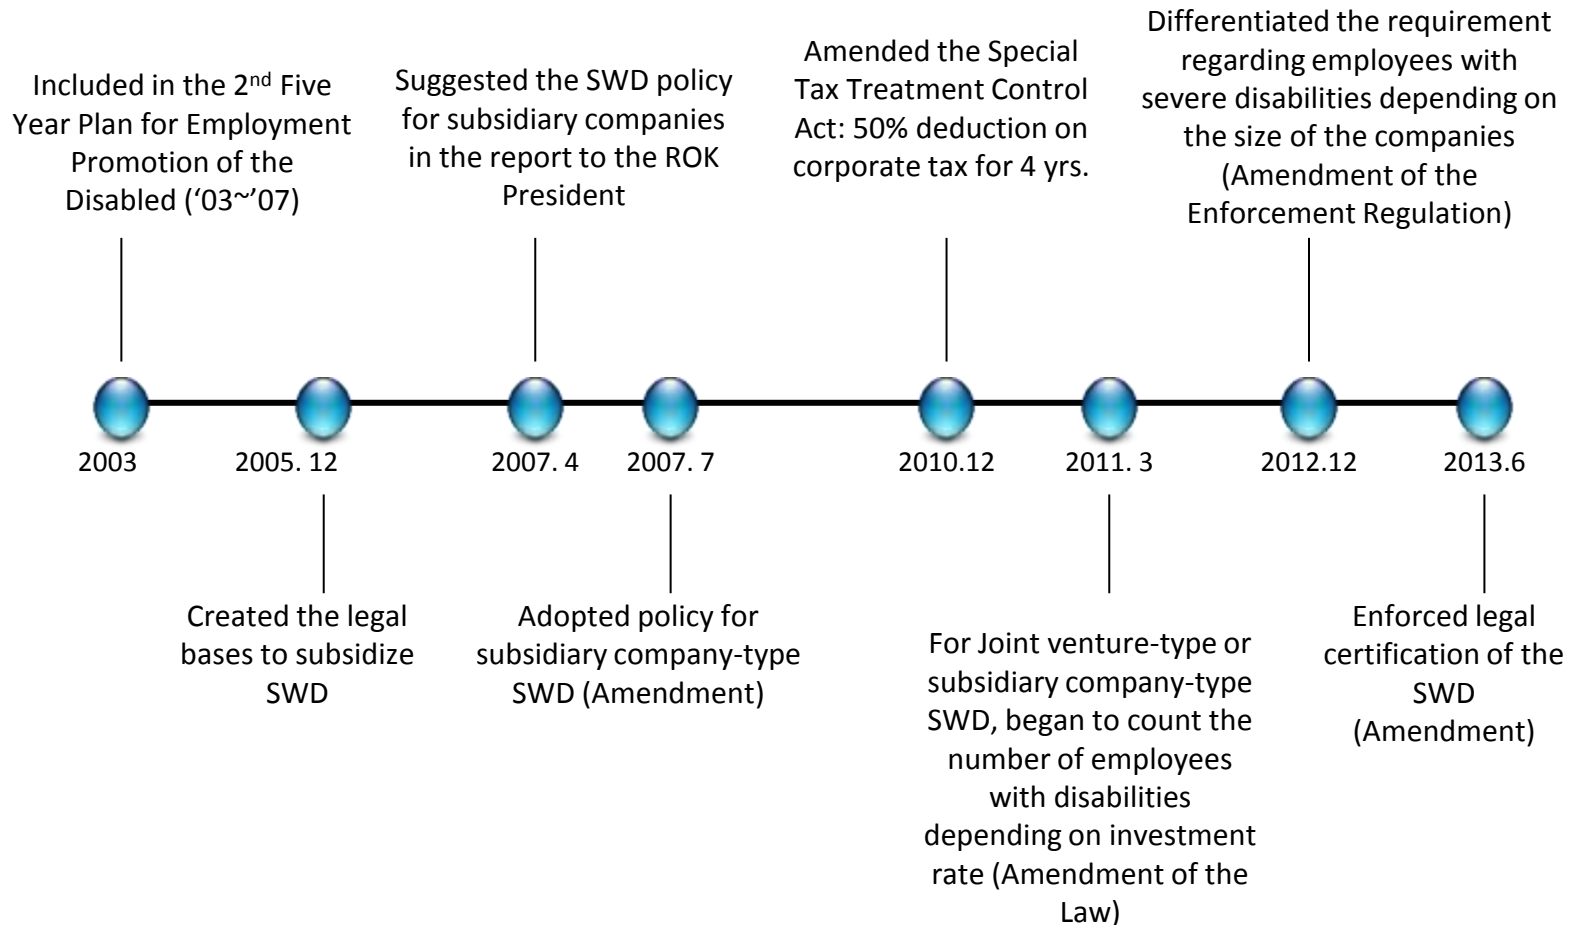 Included in the 2nd Five
Year Plan for Employment
Promotion of the
Disabled (‘03~’07)
Suggested the SWD policy
for subsidiary companies
in the report to the ROK
President
Amended the Special
Tax Treatment Control
Act: 50% deduction on
corporate tax for 4 yrs.
Differentiated the requirement
regarding employees with
severe disabilities depending on
the size of the companies
(Amendment of the
Enforcement Regulation)
2003
2005. 12
2007. 4
2007. 7
2010.12
2011. 3
2012.12
2013.6
Created the legal
bases to subsidize
SWD
Adopted policy for
subsidiary company-type
SWD (Amendment)
For Joint venture-type or
subsidiary company-type
SWD, began to count the
number of employees
with disabilities
depending on investment
rate (Amendment of the
Law)
Enforced legal
certification of the
SWD
(Amendment)